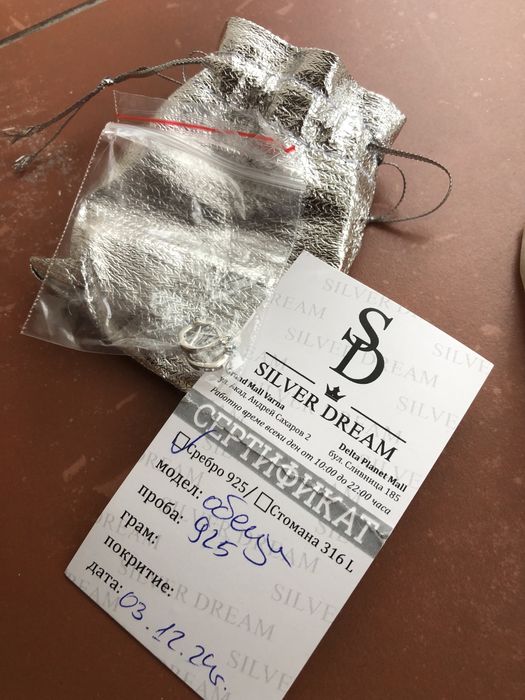 SD
SILVER DREAM
Grand Mall Varna
ул. Акад. Андрей Сахаров 2
Delta Planet Mall
бул. Сливница 185
Работно време всеки ден от 10:00 до 22:00 часа
СЕРТИФИКАТ
Сребро 925 / Стомана 316 L
модел: обеци
проба: 925
грам:
покритие:
дата: 03.12.24г.